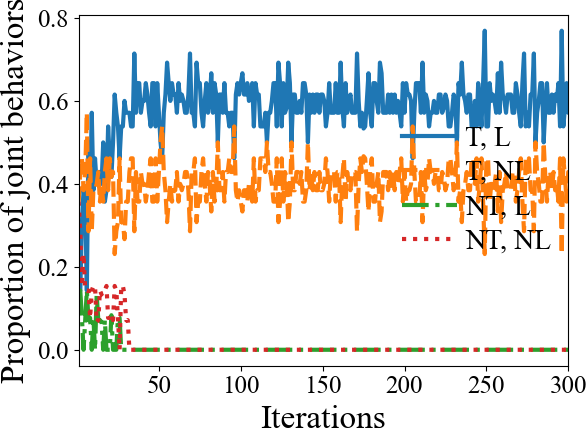 Proportion of joint behaviors
0.8
0.6
0.4
0.2
0.0
T, L
T, NL
NT, L
NT, NL
50
100
150
200
250
300
Iterations